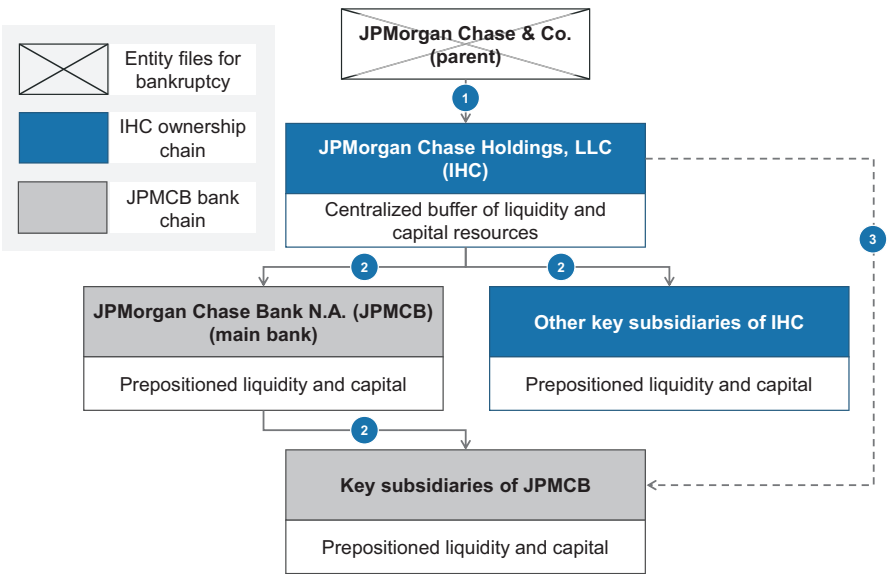 JPMorgan Chase & Co.
(parent)
Entity files for
bankruptcy
1
IHC ownership
chain
JPMorgan Chase Holdings, LLC
(IHC)
JPMCB bank
chain
Centralized buffer of liquidity and
capital resources
3
2
2
JPMorgan Chase Bank N.A. (JPMCB)
(main bank)
Other key subsidiaries of IHC
Prepositioned liquidity and capital
Prepositioned liquidity and capital
2
Key subsidiaries of JPMCB
Prepositioned liquidity and capital